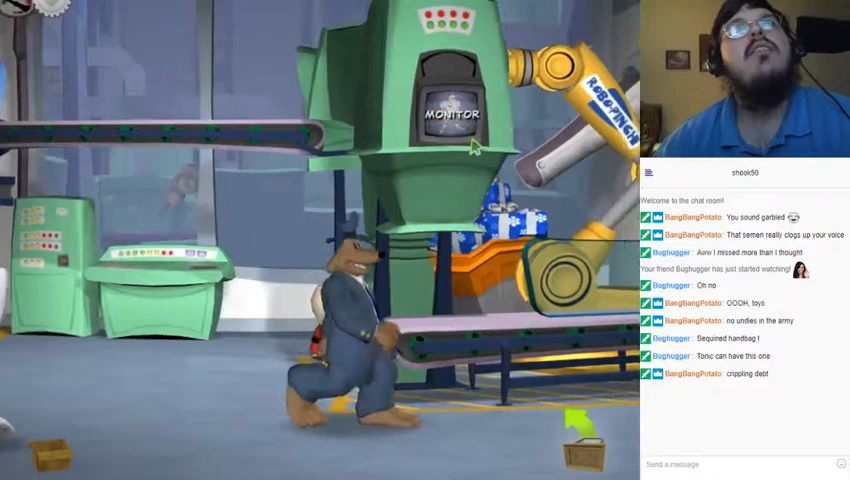 MONITOR
ROBO-PINCH
shook50
Welcome to the chat room!
BangBangPotato: You sound garbled
BangBangPotato: That semen really clogs up your voice
Bughugger: Aww I missed more than I thought
Your friend Bughugger has just started watching!
Bughugger: Oh no
BangBangPotato: OOOH, toys
BangBangPotato: no undies in the army
Bughugger: Sequined handbag !
Bughugger: Tonic can have this one
BangBangPotato: crippling debt
Send a message